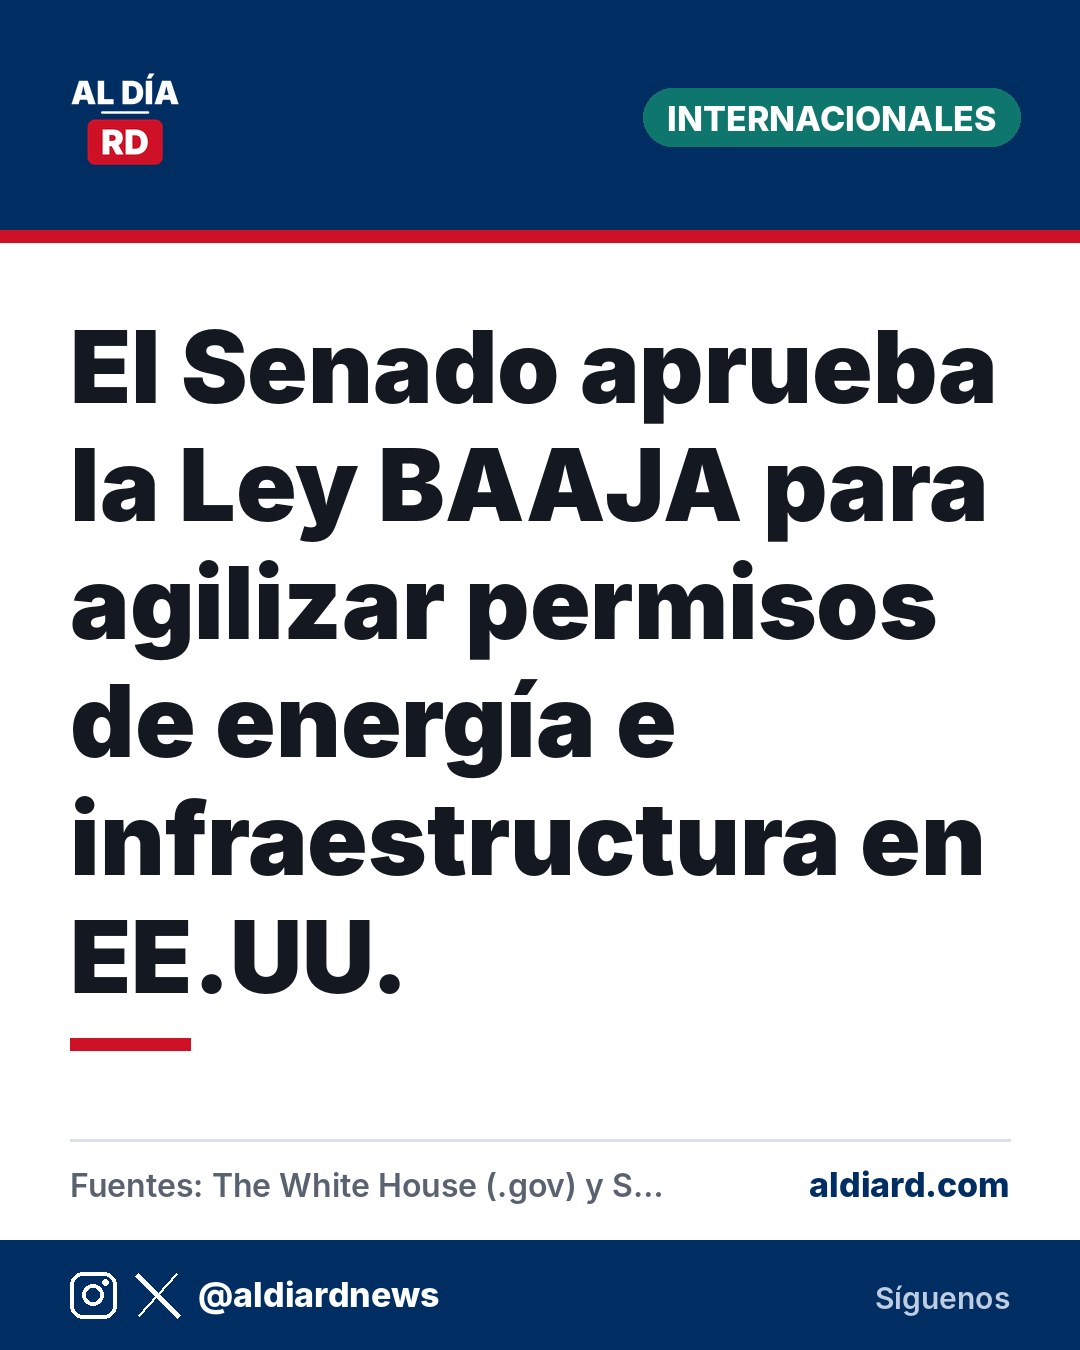 AL DÍA
RD
INTERNACIONALES
El Senado aprueba
la Ley BAAJA para
agilizar permisos
de energía e
infraestructura en
EE.UU.
Fuentes: The White House (.gov) y S...
aldiard.com
@aldiardnews
Síguenos